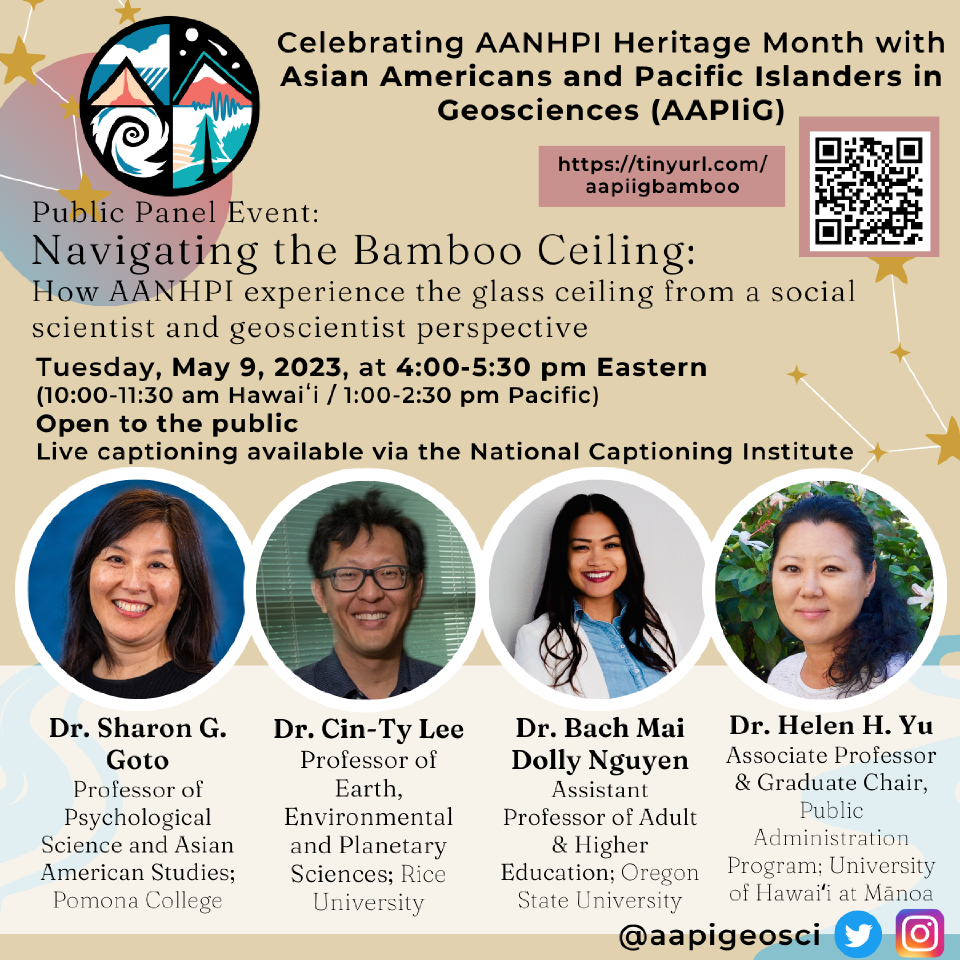 Celebrating AANHPI Heritage Month with
Asian Americans and Pacific Islanders in
Geosciences (AAPIiG)
https://tinyurl.com/
aapiigbamboo
Public Panel Event:
Navigating the Bamboo Ceiling:
How AANHPI experience the glass ceiling from a social
scientist and geoscientist perspective
Tuesday, May 9, 2023, at 4:00-5:30 pm Eastern
(10:00-11:30 am Hawaiʻi / 1:00-2:30 pm Pacific)
Open to the public
Live captioning available via the National Captioning Institute
Dr. Sharon G.
Goto
Professor of
Psychological
Science and Asian
American Studies;
Pomona College
Dr. Cin-Ty Lee
Professor of
Earth,
Environmental
and Planetary
Sciences; Rice
University
Dr. Bach Mai
Dolly Nguyen
Assistant
Professor of Adult
& Higher
Education; Oregon
State University
Dr. Helen H. Yu
Associate Professor
& Graduate Chair,
Public
Administration
Program; University
of Hawaiʻi at Mānoa
@aapigeosci